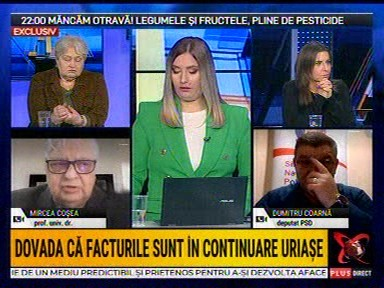 22:00 MÂNCĂM OTRAVĂ! LEGUMELE ȘI FRUCTELE, PLINE DE PESTICIDE
EXCLUSIV
MIRCEA COȘEA
prof. univ. dr.
DUMITRU COARNĂ
deputat PSD
DOVADA CĂ FACTURILE SUNT ÎN CONTINUARE URIAȘE
IE DE UN MEDIU PREDICTIBIL ȘI PRIETENOS PENTRU A-ȘI DEZVOLTA AFACE
PLUS DIRECT